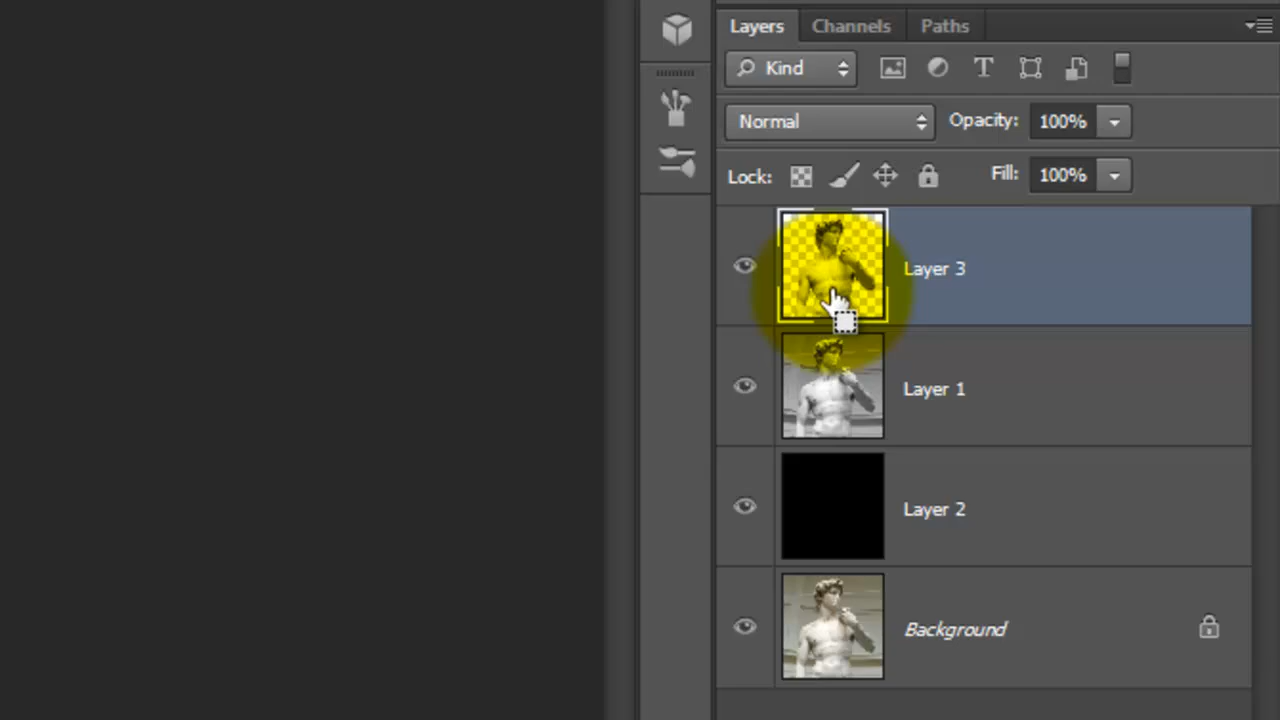 Layers Channels Paths
Kind T
Normal Opacity: 100%
Lock: Fill: 100%
Layer 3
Layer 1
Layer 2
Background